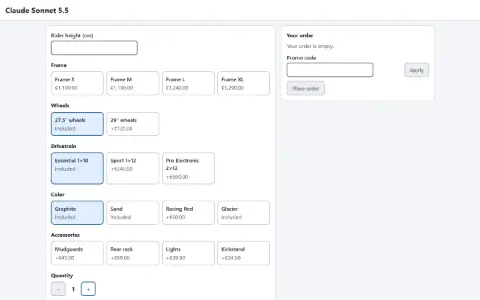 Claude Sonnet 5.5
Rider height (cm)
Frame
Frame S
Frame M
Frame L
Frame XL
€1,190.00
€1,190.00
€1,240.00
€1,290.00
Wheels
27.5" wheels
29" wheels
Included
+€120.00
Drivetrain
Essential 1×10
Sport 1×12
Pro Electronic
2×12
Included
+€240.00
+€590.00
Color
Graphite
Sand
Racing Red
Glacier
Included
Included
+€60.00
Included
Accessories
Mudguards
Rear rack
Lights
Kickstand
+€45.00
+€69.00
+€39.90
+€24.50
Quantity
-
1
+
Your order
Your order is empty.
Promo code
Apply
Place order